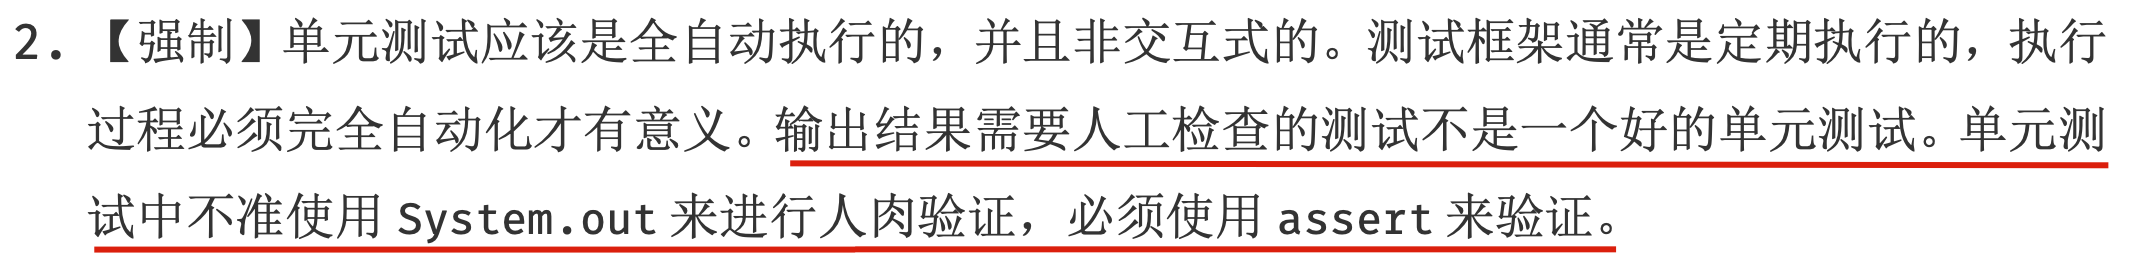 2. 【强制】单元测试应该是全自动执行的，并且非交互式的。测试框架通常是定期执行的，执行
过程必须完全自动化才有意义。输出结果需要人工检查的测试不是一个好的单元测试。单元测
试中不准使用 System.out 来进行人肉验证，必须使用 assert 来验证。